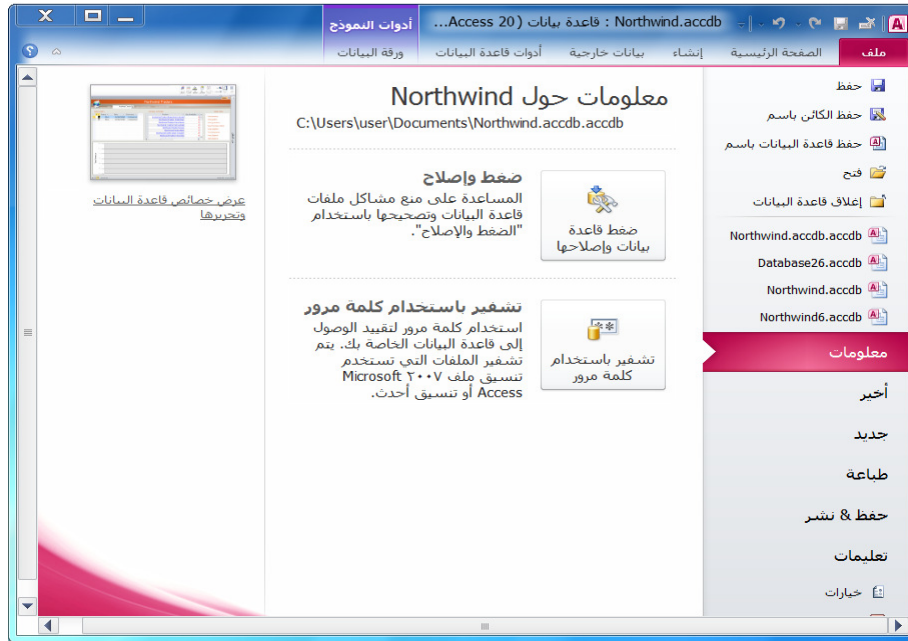 Northwind.accdb : قاعدة بيانات (Access 20...
أدوات النموذج
ملف
الصفحة الرئيسية
إنشاء
بيانات خارجية
أدوات قاعدة البيانات
ورقة البيانات
حفظ
حفظ الكائن باسم
حفظ قاعدة البيانات باسم
فتح
إغلاق قاعدة البيانات
Northwind.accdb.accdb
Database26.accdb
Northwind.accdb
Northwind6.accdb
معلومات
أخير
جديد
طباعة
حفظ & نشر
تعليمات
خيارات
معلومات حول Northwind
C:\Users\user\Documents\Northwind.accdb.accdb
ضغط قاعدة
بيانات وإصلاحها
ضغط وإصلاح
المساعدة على منع مشاكل ملفات
قاعدة البيانات وتصحيحها باستخدام
"الضغط والإصلاح".
تشفير باستخدام
كلمة مرور
تشفير باستخدام كلمة مرور
استخدام كلمة مرور لتقييد الوصول
إلى قاعدة البيانات الخاصة بك. يتم
تشفير الملفات التي تستخدم
تنسيق ملف Microsoft ٢٠٠٧
Access أو تنسيق أحدث.
عرض خصائص قاعدة البيانات
وتحريرها